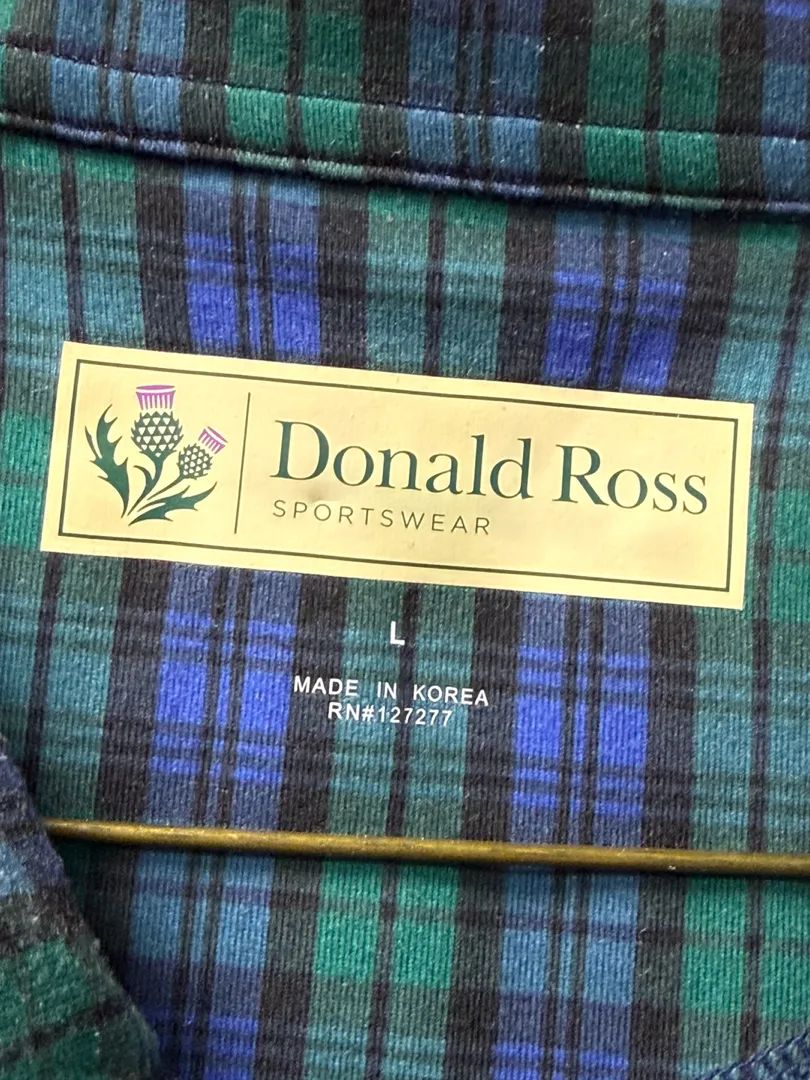 Donald Ross
SPORTSWEAR
L
MADE IN KOREA
RN#127277